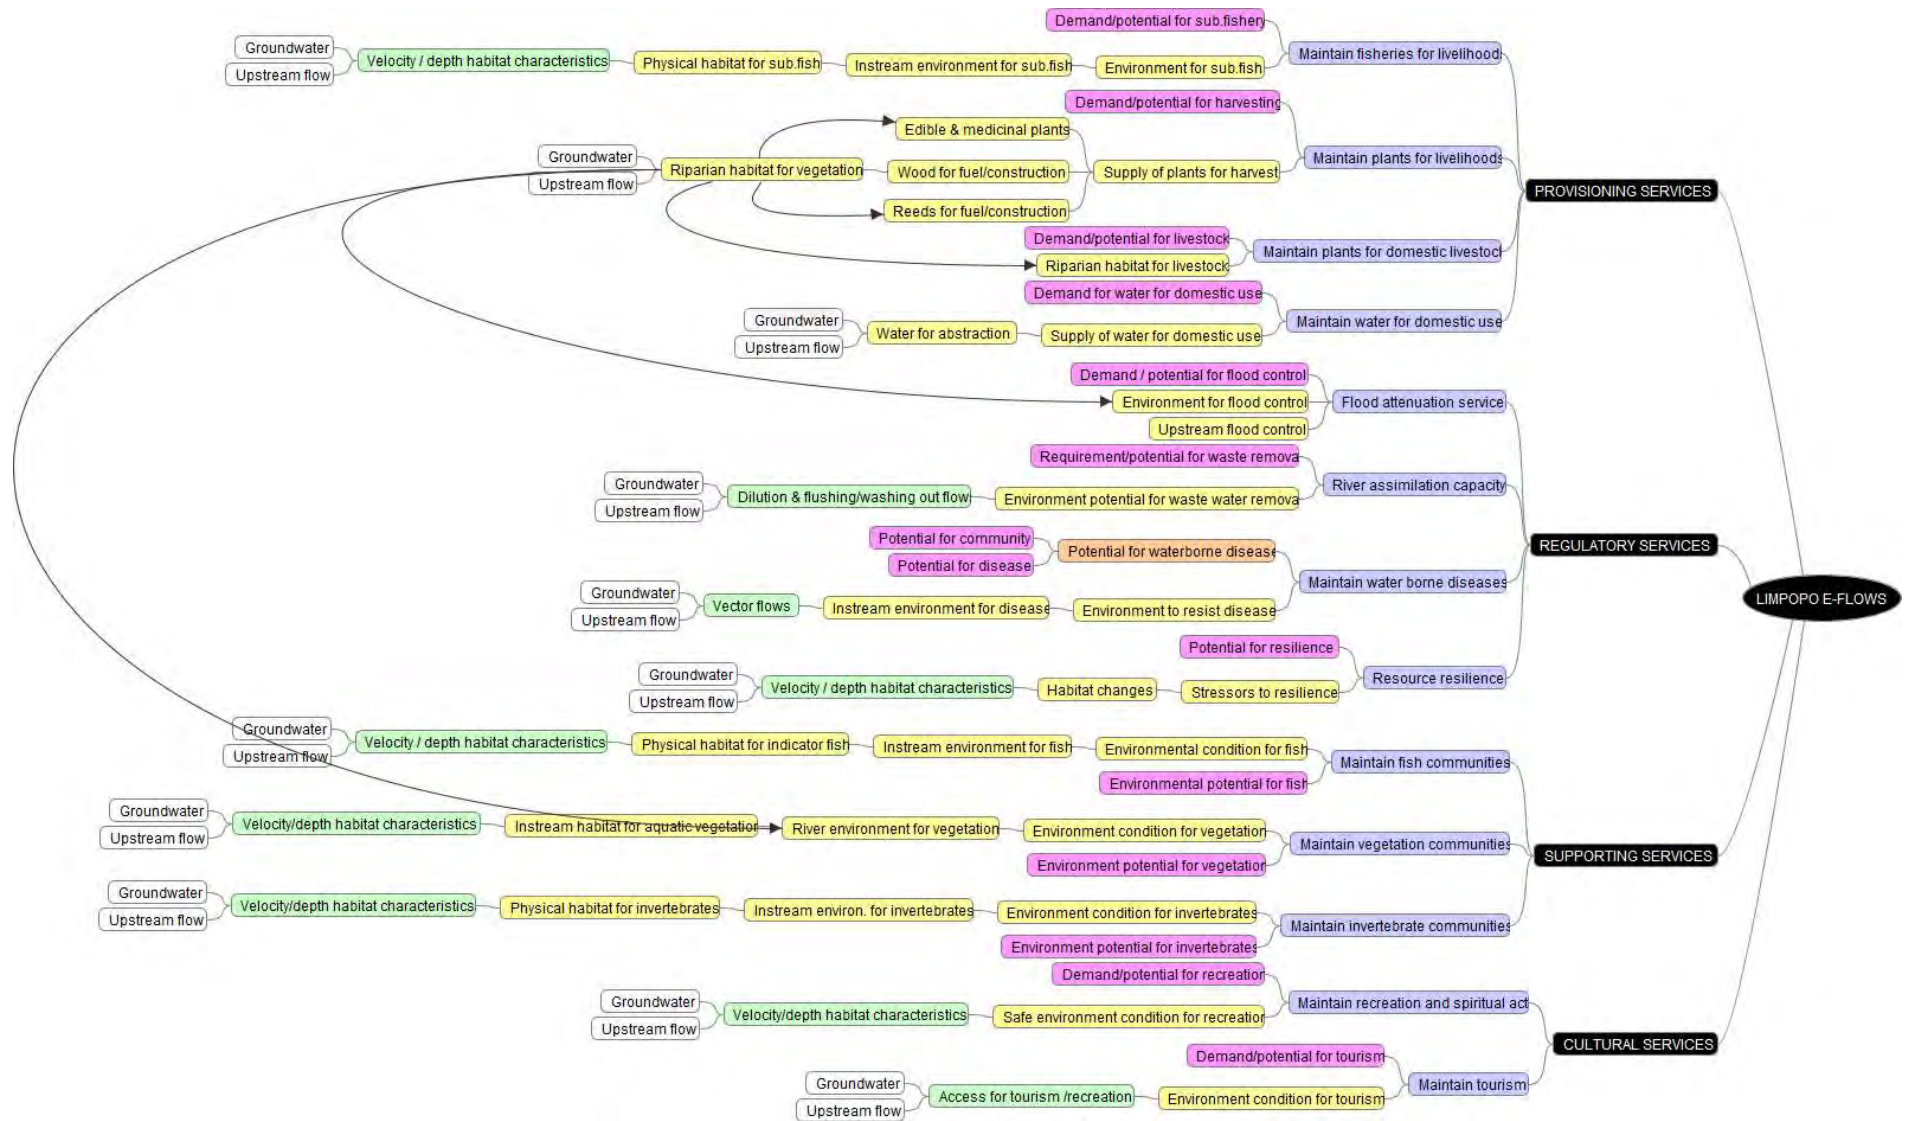 Demand/potential for sub.fishery
Groundwater
Upstream flow
Velocity / depth habitat characteristics
Physical habitat for sub.fish
Instream environment for sub.fish
Environment for sub.fish
Maintain fisheries for livelihood
Demand/potential for harvesting
Edible & medicinal plants
Groundwater
Upstream flow
Riparian habitat for vegetation
Wood for fuel/construction
Supply of plants for harvest
Maintain plants for livelihoods
Reeds for fuel/construction
PROVISIONING SERVICES
Demand/potential for livestock
Riparian habitat for livestock
Maintain plants for domestic livestock
Demand for water for domestic use
Groundwater
Upstream flow
Water for abstraction
Supply of water for domestic use
Maintain water for domestic use
Demand / potential for flood control
Environment for flood control
Upstream flood control
Flood attenuation service
Requirement/potential for waste remova
Groundwater
Upstream flow
Dilution & flushing/washing out flow
Environment potential for waste water remova
River assimilation capacity
Potential for community
Potential for disease
Potential for waterborne disease
REGULATORY SERVICES
Maintain water borne diseases
Groundwater
Upstream flow
Vector flows
Instream environment for disease
Environment to resist disease
LIMPOPO E-FLOWS
Potential for resilience
Groundwater
Upstream flow
Velocity / depth habitat characteristics
Habitat changes
Stressors to resilience
Resource resilience
Groundwater
Upstream flow
Velocity / depth habitat characteristics
Physical habitat for indicator fish
Instream environment for fish
Environmental condition for fish
Environmental potential for fish
Maintain fish communities
Groundwater
Upstream flow
Velocity/depth habitat characteristics
Instream habitat for aquatic vegetation
River environment for vegetation
Environment condition for vegetation
Environment potential for vegetation
Maintain vegetation communities
SUPPORTING SERVICES
Groundwater
Upstream flow
Velocity/depth habitat characteristics
Physical habitat for invertebrates
Instream environ. for invertebrates
Environment condition for invertebrates
Environment potential for invertebrates
Maintain invertebrate communities
Demand/potential for recreation
Groundwater
Upstream flow
Velocity/depth habitat characteristics
Safe environment condition for recreation
Maintain recreation and spiritual act
CULTURAL SERVICES
Demand/potential for tourism
Groundwater
Upstream flow
Access for tourism /recreation
Environment condition for tourism
Maintain tourism